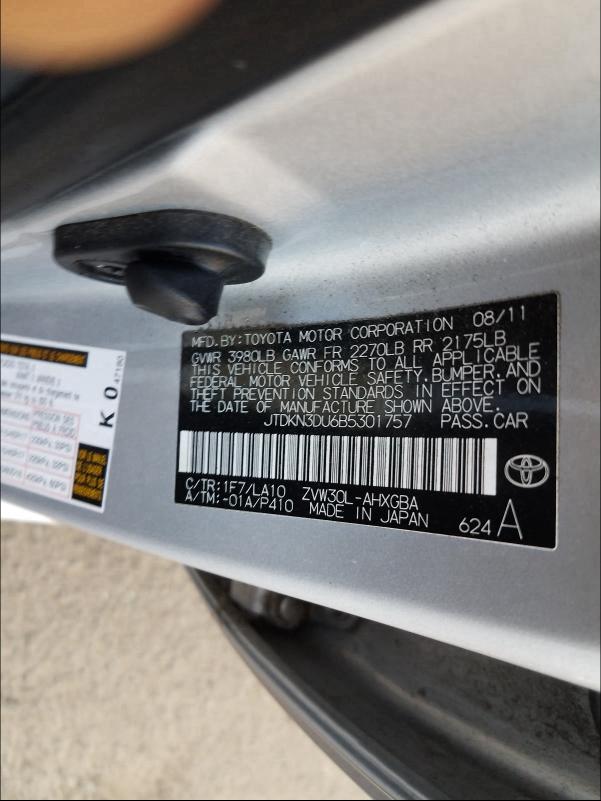 MFD.BY:TOYOTA MOTOR CORPORATION 08/11
GVWR 3980LB GAWR FR 2270LB RR 2175LB
THIS VEHICLE CONFORMS TO ALL APPLICABLE
FEDERAL MOTOR VEHICLE SAFETY,BUMPER,AND
THEFT PREVENTION STANDARDS IN EFFECT ON
THE DATE OF MANUFACTURE SHOWN ABOVE.
JTDKN3DU6B5301757 PASS.CAR
C/TR:1F7/LA10 ZVW30L-AHXGBA
A/TM:-01A/P410 MADE IN JAPAN 624 A
K0